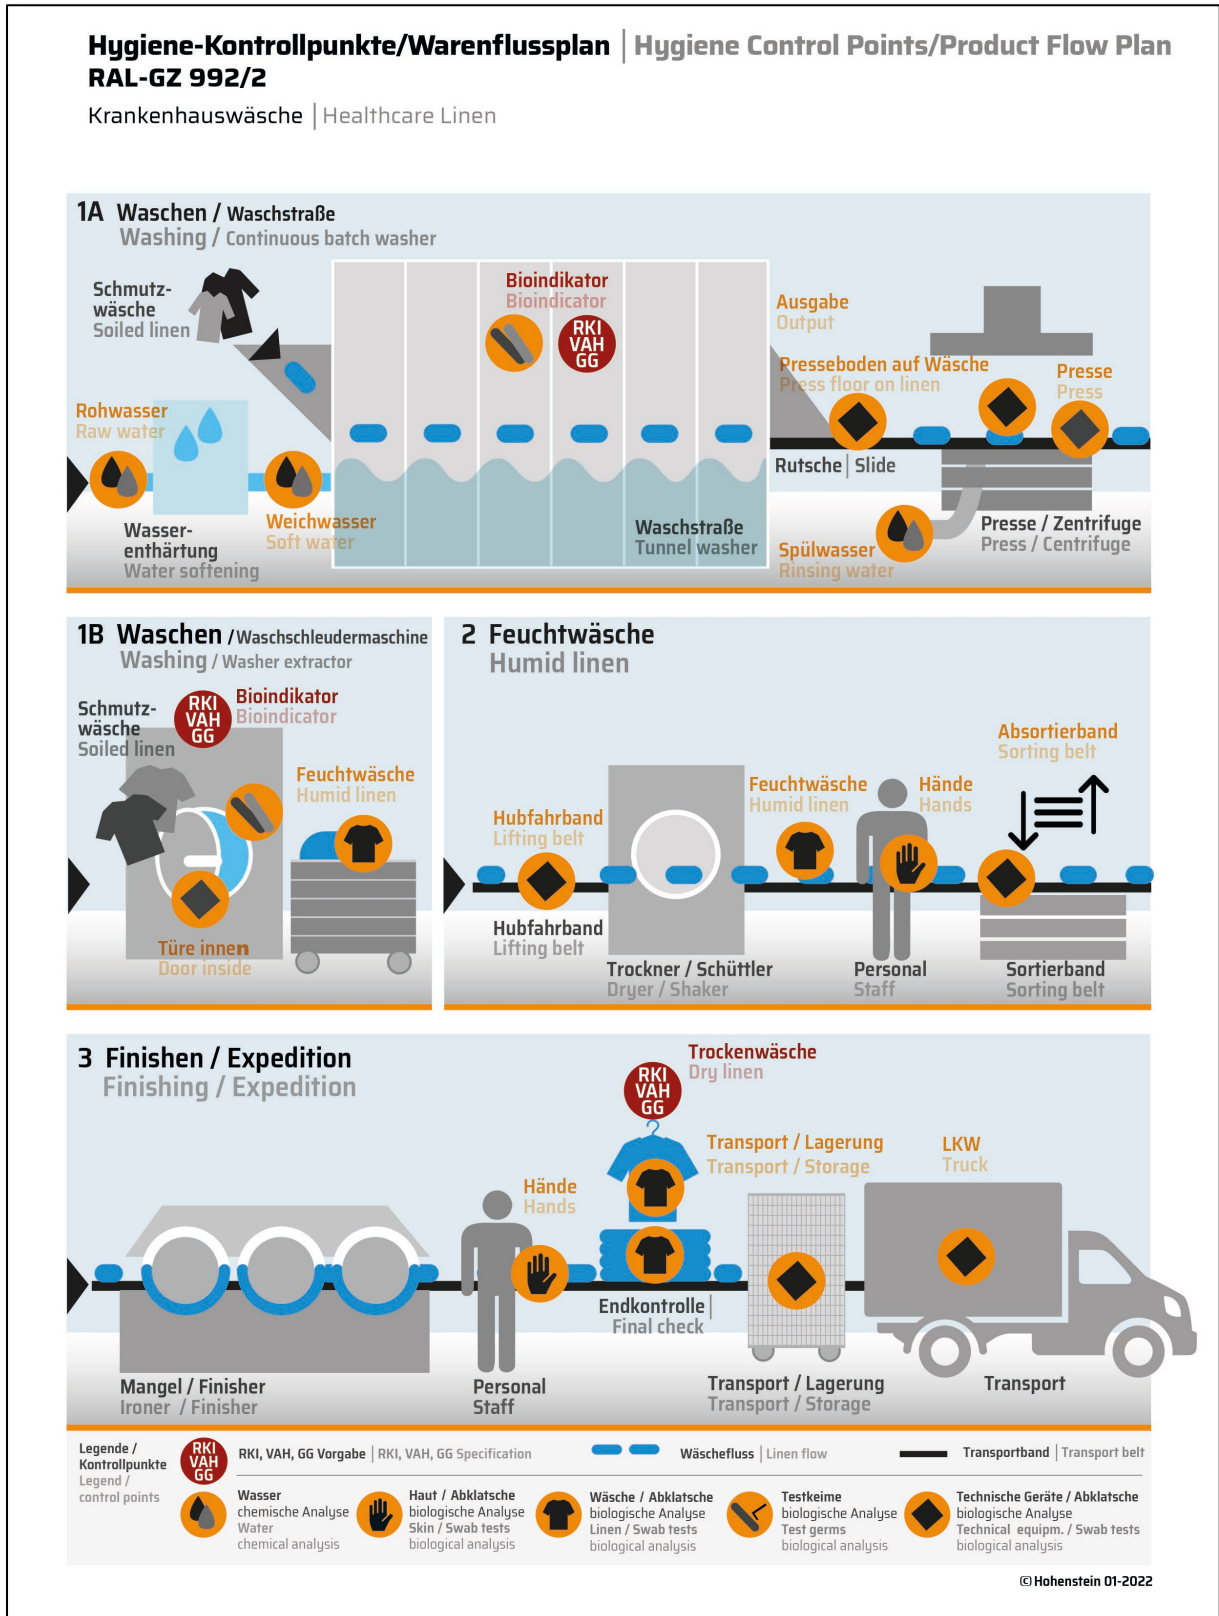 Hygiene-Kontrollpunkte/Warenflussplan | Hygiene Control Points/Product Flow Plan
RAL-GZ 992/2
Krankenhauswäsche | Healthcare Linen
1A Waschen / Waschstraße
Washing / Continuous batch washer
Schmutz-
wäsche
Soiled linen
Bioindikator
Bioindicator
RKI
VAH
GG
Ausgabe
Output
Presseboden auf Wäsche
Press floor on linen
Presse
Press
Rohwasser
Raw water
Rutsche | Slide
Wasser-
enthärtung
Water softening
Weichwasser
Soft water
Waschstraße
Tunnel washer
Spülwasser
Rinsing water
Presse / Zentrifuge
Press / Centrifuge
1B Waschen / Waschschleudermaschine
Washing / Washer extractor
Schmutz-
wäsche
Soiled linen
RKI
VAH
GG
Bioindikator
Bioindicator
Feuchtwäsche
Humid linen
Türe innen
Door inside
2 Feuchtwäsche
Humid linen
Hubfahrband
Lifting belt
Feuchtwäsche
Humid linen
Hände
Hands
Absortierband
Sorting belt
Hubfahrband
Lifting belt
Trockner / Schüttler
Dryer / Shaker
Personal
Staff
Sortierband
Sorting belt
3 Finishen / Expedition
Finishing / Expedition
Trockenwäsche
Dry linen
RKI
VAH
GG
Hände
Hands
Transport / Lagerung
Transport / Storage
LKW
Truck
Endkontrolle |
Final check
Mangel / Finisher
Ironer / Finisher
Personal
Staff
Transport / Lagerung
Transport / Storage
Transport
Legende /
Kontrollpunkte
Legend /
control points
RKI
VAH
GG
RKI, VAH, GG Vorgabe | RKI, VAH, GG Specification
Wäschefluss | Linen flow
Transportband | Transport belt
Wasser
chemische Analyse
Water
chemical analysis
Haut / Abklatsche
biologische Analyse
Skin / Swab tests
biological analysis
Wäsche / Abklatsche
biologische Analyse
Linen / Swab tests
biological analysis
Testkeime
biologische Analyse
Test germs
biological analysis
Technische Geräte / Abklatsche
biologische Analyse
Technical equipm. / Swab tests
biological analysis
© Hohenstein 01-2022